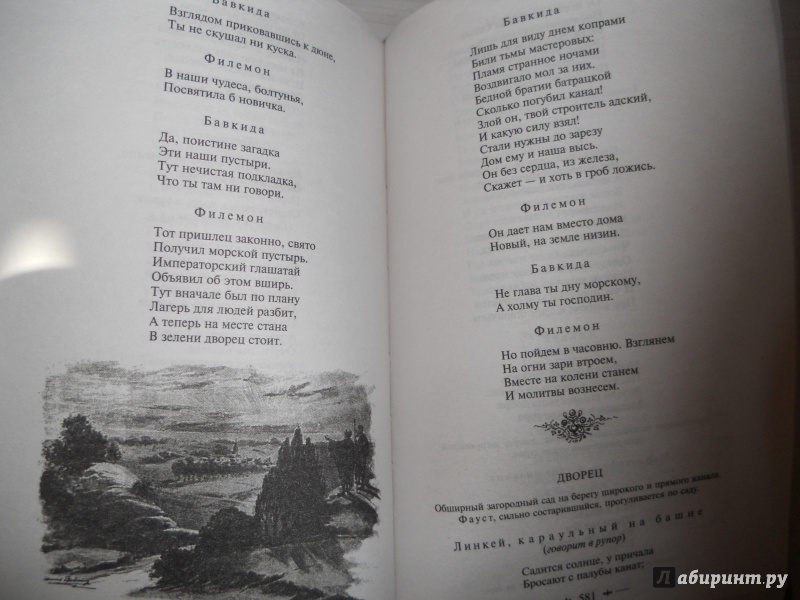 Бавкида
Взглядом приковавшись к дюне,
Ты не скушал ни куска.
Филемон
В наши чудеса, болтунья,
Посвятила б новичка.
Бавкида
Да, поистине загадка
Эти наши пустыри.
Тут нечистая подкладка,
Что ты там ни говори.
Филемон
Тот пришлец законно, свято
Получил морской пустырь.
Императорский глашатай
Объявил об этом вширь.
Тут вначале был по плану
Лагерь для людей разбит,
А теперь на месте стана
В зелени дворец стоит.
Бавкида
Лишь для виду днем копрами
Били тьмы мастеровых:
Пламя странное ночами
Воздвигало мол за них.
Бедной братии батрацкой
Сколько погубил канал!
Злой он, твой строитель адский,
И какую силу взял!
Стали нужны до зарезу
Дом ему и наша высь.
Он без сердца, из железа,
Скажет — и хоть в гроб ложись.
Филемон
Он дает нам вместо дома
Новый, на земле низин.
Бавкида
Не глава ты дну морскому,
А холму ты господин.
Филемон
Но пойдем в часовню. Взглянем
На огни зари втроем,
Вместе на колени станем
И молитвы вознесем.
ДВОРЕЦ
Обширный загородный сад на берегу широкого и прямого канала.
Фауст, сильно состарившийся, прогуливается по саду.
Линкей, караульный на башне
(говорит в рупор)
Садится солнце, у причала
Бросают с палубы канат;
581
Лабиринт.ру